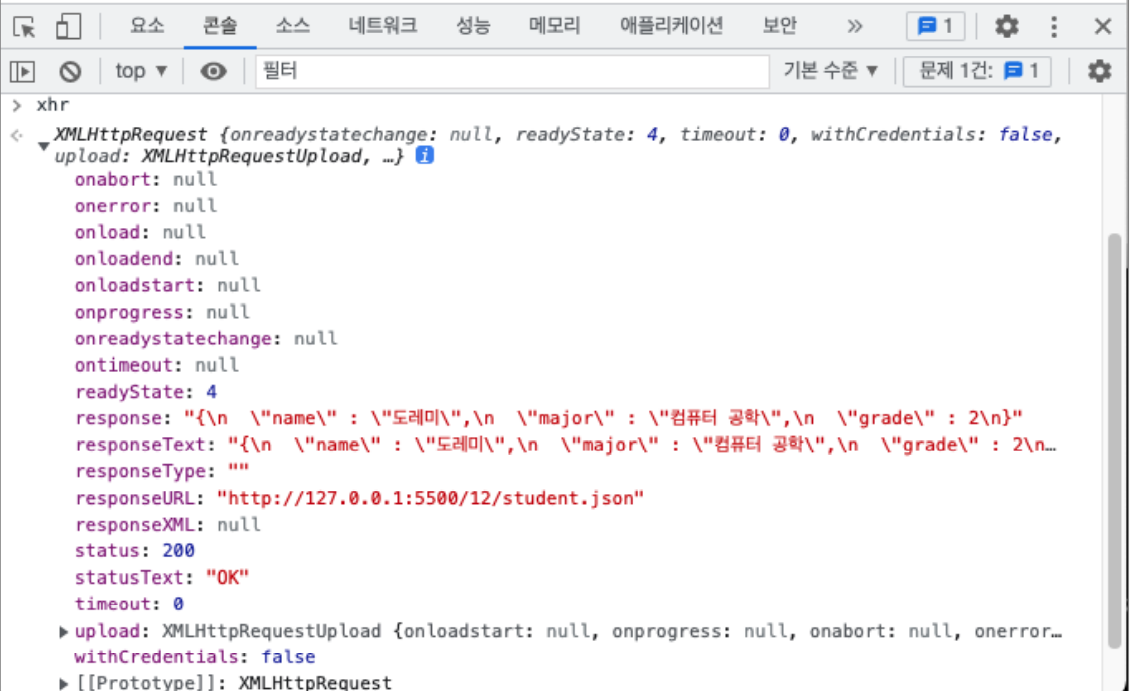 요소 콘솔 소스 네트워크 성능 메모리 애플리케이션 보안 » 1
top ▼ 필터 기본 수준 ▼ 문제 1건: 1
> xhr
XMLHttpRequest {onreadystatechange: null, readyState: 4, timeout: 0, withCredentials: false,
upload: XMLHttpRequestUpload, …} i
onabort: null
onerror: null
onload: null
onloadend: null
onloadstart: null
onprogress: null
onreadystatechange: null
ontimeout: null
readyState: 4
response: "{\n  \"name\" : \"도레미\",\n  \"major\" : \"컴퓨터 공학\",\n  \"grade\" : 2\n}"
responseText: "{\n  \"name\" : \"도레미\",\n  \"major\" : \"컴퓨터 공학\",\n  \"grade\" : 2\n…
responseType: ""
responseURL: "http://127.0.0.1:5500/12/student.json"
responseXML: null
status: 200
statusText: "OK"
timeout: 0
▶ upload: XMLHttpRequestUpload {onloadstart: null, onprogress: null, onabort: null, onerror…
withCredentials: false
▶ [[Prototype]]: XMLHttpRequest